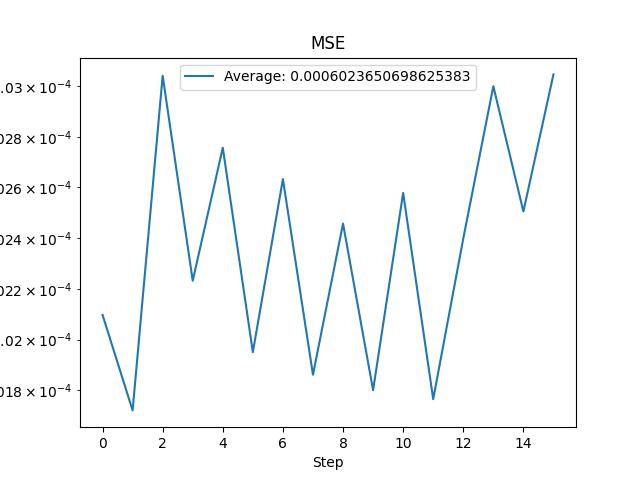 MSE
Average: 0.0006023650698625383
.03 × 10⁻⁴
028 × 10⁻⁴
026 × 10⁻⁴
024 × 10⁻⁴
022 × 10⁻⁴
.02 × 10⁻⁴
018 × 10⁻⁴
0 2 4 6 8 10 12 14
Step